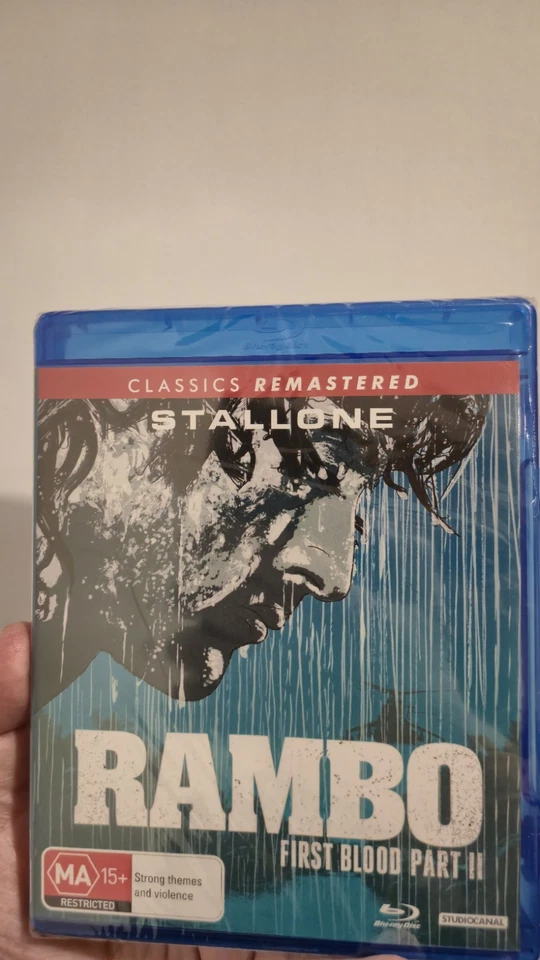 CLASSICS REMASTERED
STALLONE
RAMBO
FIRST BLOOD PART II
MA 15+
RESTRICTED
Strong themes
and violence
Blu-ray Disc
STUDIOCANAL